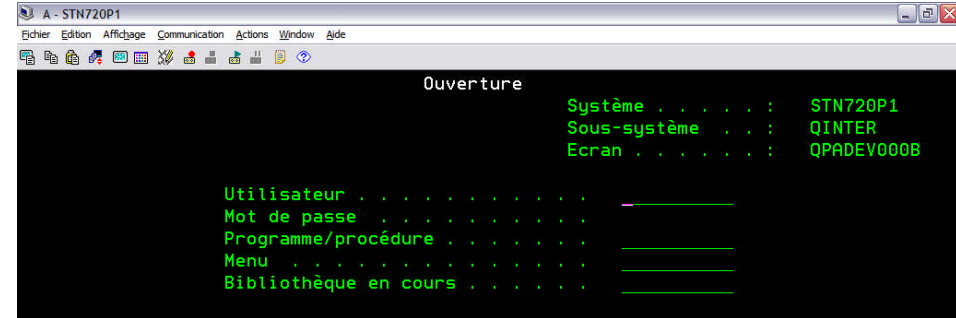 A - STN720P1
Fichier Edition Affichage Communication Actions Window Aide
Ouverture
Système . . . . . : STN720P1
Sous-système . . : QINTER
Ecran . . . . . . : QPADEV000B
Utilisateur . . . . . . . . . . .
Mot de passe . . . . . . . . . .
Programme/procédure . . . . . . .
Menu . . . . . . . . . . . . . .
Bibliothèque en cours . . . . . .